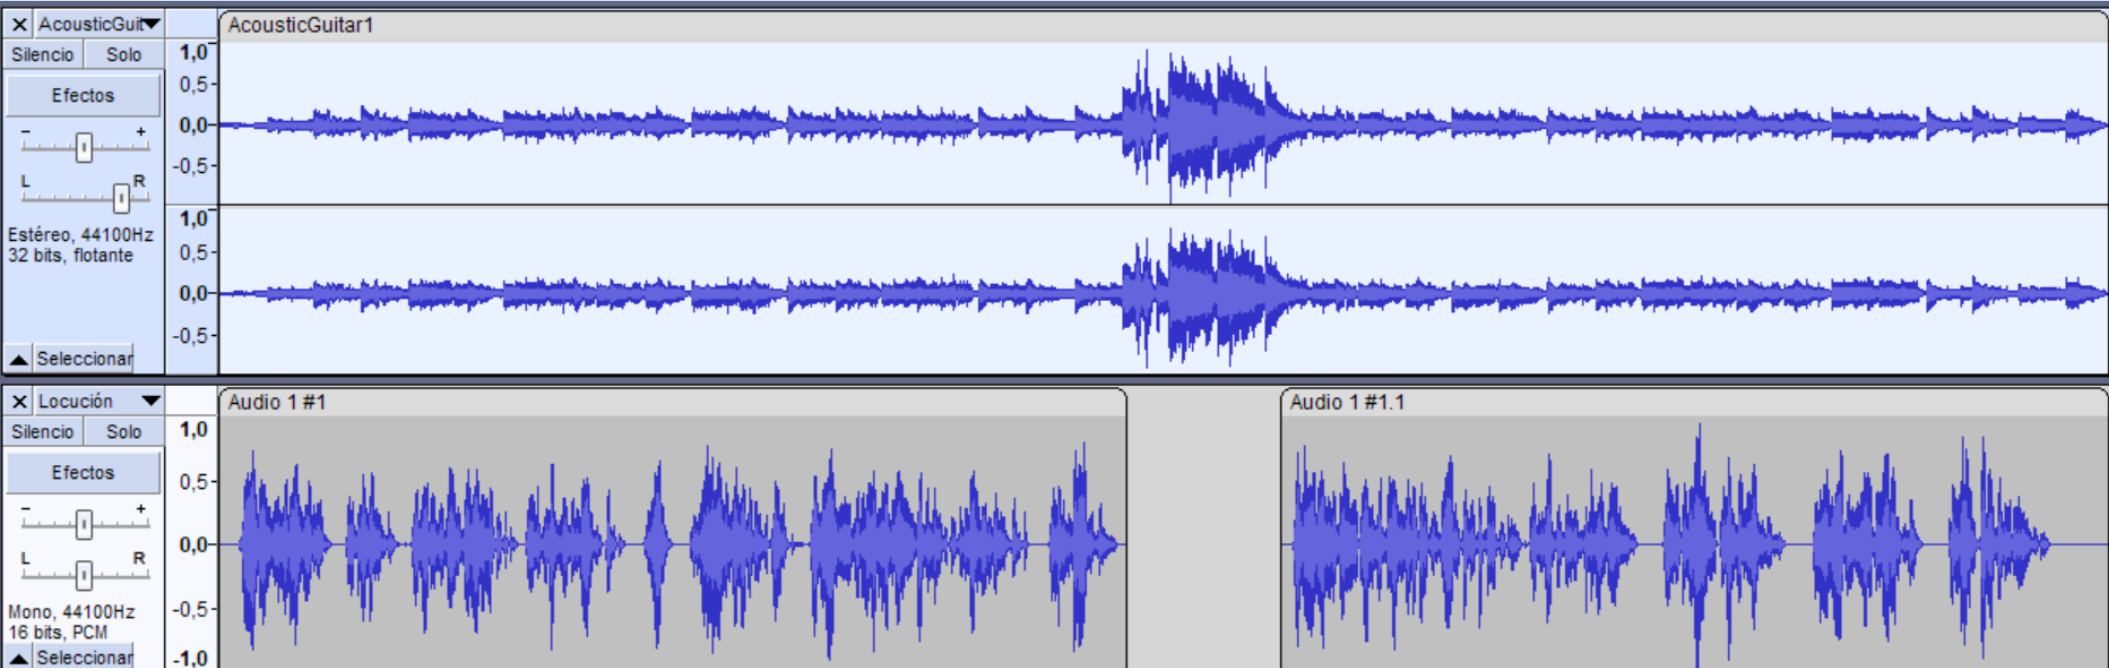 AcousticGuit
AcousticGuitar1
Silencio Solo
Efectos
- +
L R
Estéreo, 44100Hz
32 bits, flotante
Seleccionar
1,0
0,5
0,0
-0,5
1,0
0,5
0,0
-0,5
Locución
Audio 1 #1
Audio 1 #1.1
Silencio Solo
Efectos
- +
L R
Mono, 44100Hz
16 bits, PCM
Seleccionar
1,0
0,5
0,0
-0,5
-1,0